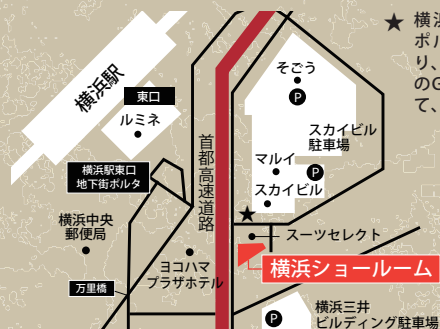 ★ 横浜
ポル
り、
のG
て、
横浜駅
東口
ルミネ
そごう
P
スカイビル
駐車場
マルイ
P
スカイビル
★
首都高速道路
横浜駅東口
地下街ポルタ
横浜中央
郵便局
スーツセレクト
横浜ショールーム
ヨコハマ
プラザホテル
万里橋
横浜三井
ビルディング駐車場
P